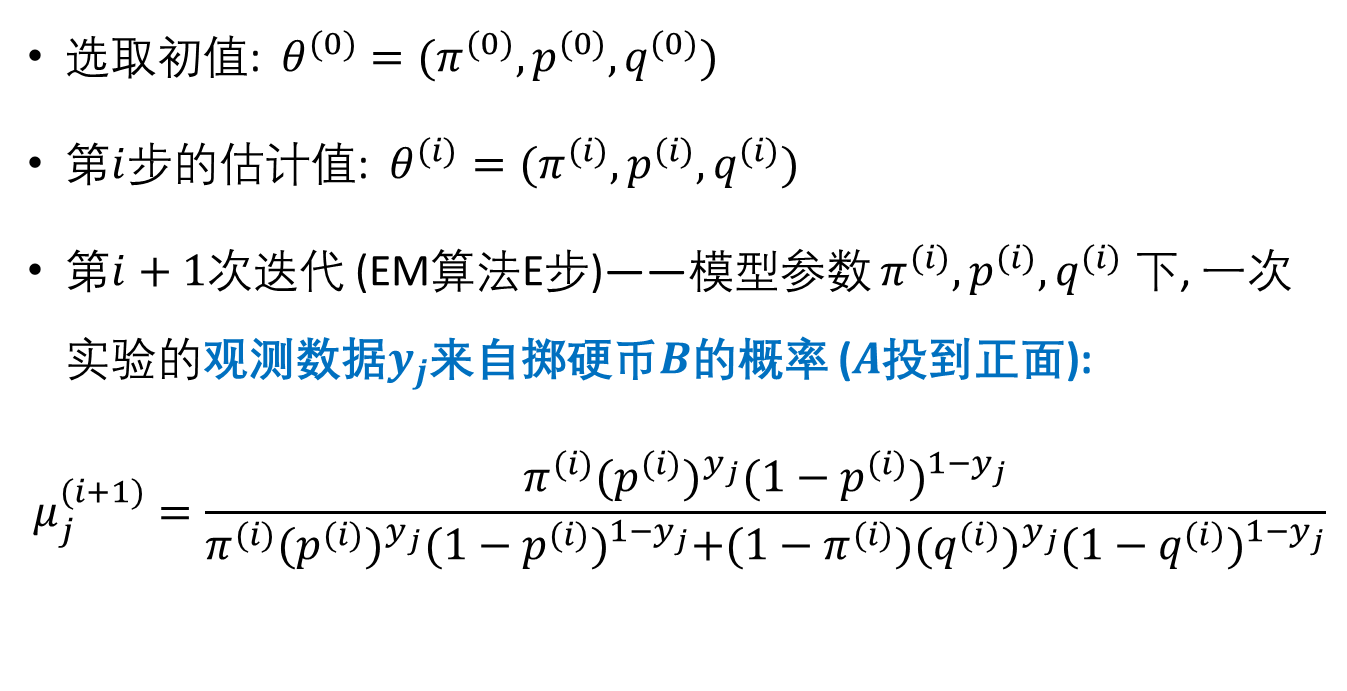 • 选取初值: θ⁽⁰⁾ = (π⁽⁰⁾, p⁽⁰⁾, q⁽⁰⁾)
• 第i步的估计值: θ⁽ⁱ⁾ = (π⁽ⁱ⁾, p⁽ⁱ⁾, q⁽ⁱ⁾)
• 第i + 1次迭代 (EM算法E步)——模型参数 π⁽ⁱ⁾, p⁽ⁱ⁾, q⁽ⁱ⁾ 下, 一次
实验的观测数据y_j来自掷硬币B的概率 (A投到正面):
μ_j^(i+1) = \frac{π^(i)(p^(i))^{y_j}(1 − p^(i))^{1−y_j}}{π^(i)(p^(i))^{y_j}(1 − p^(i))^{1−y_j}+(1 − π^(i))(q^(i))^{y_j}(1 − q^(i))^{1−y_j}}